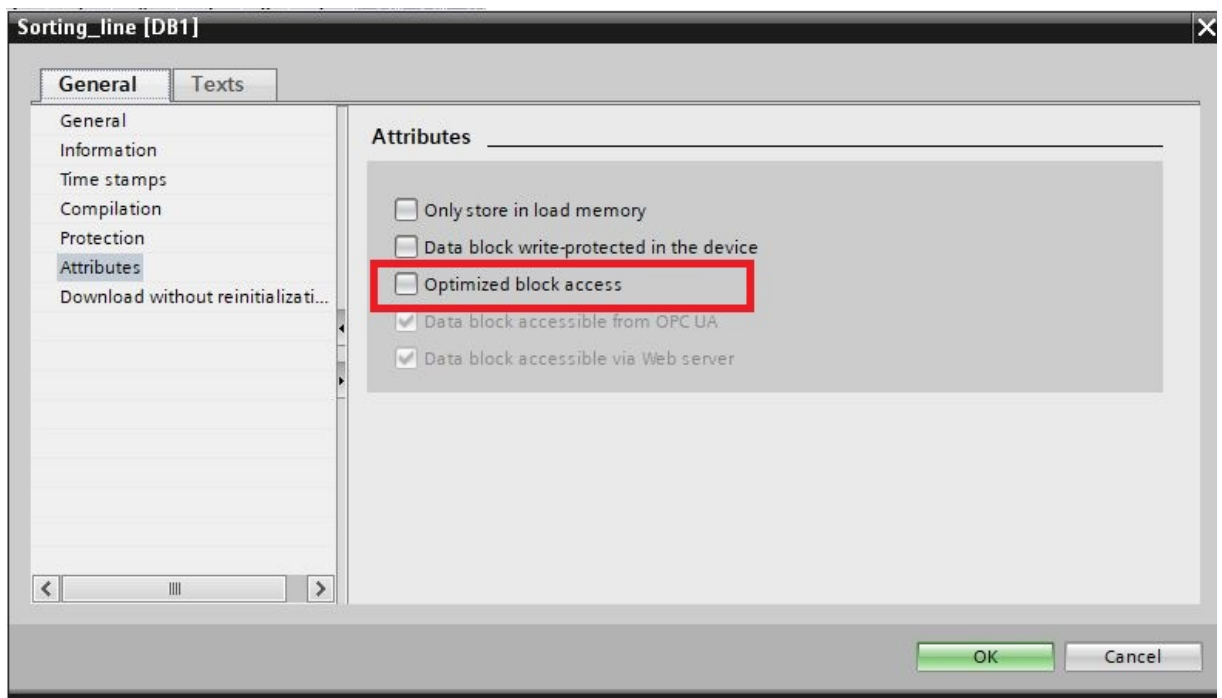 Sorting_line [DB1]
General
Texts
General
Information
Time stamps
Compilation
Protection
Attributes
Download without reinitializati...
Attributes
Only store in load memory
Data block write-protected in the device
Optimized block access
Data block accessible from OPC UA
Data block accessible via Web server
OK
Cancel